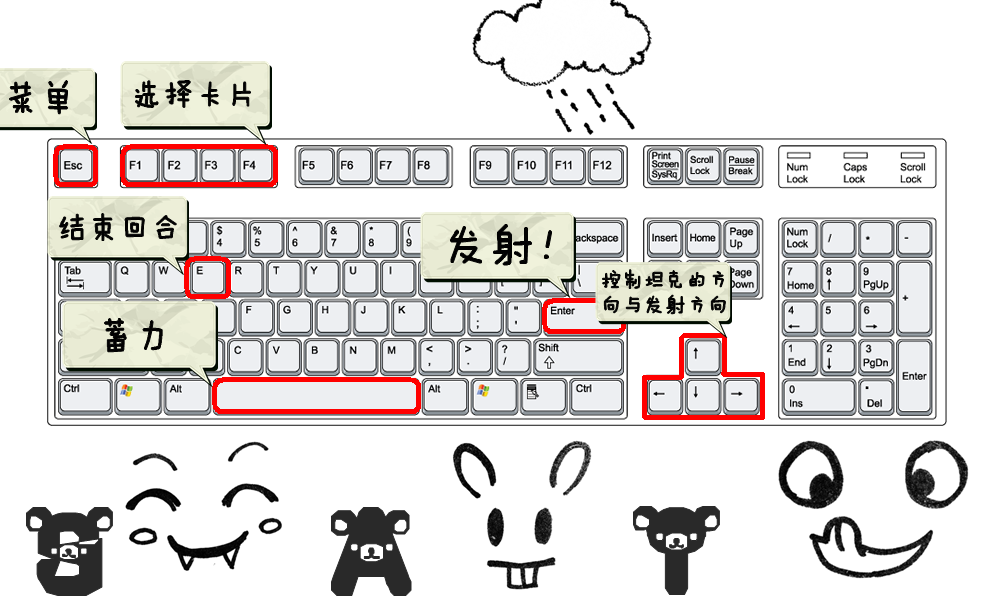 菜单
选择卡片
Esc F1 F2 F3 F4 F5 F6 F7 F8 F9 F10 F11 F12
Print Screen SysRq
Scroll Lock
Pause Break
Num Lock
Caps Lock
Scroll Lock
结束回合
发射！
$ 4 % 5 ^ 6 & 7 * 8 ( 9
ackspace
Insert Home Page Up
Num Lock / * -
Tab Q W E R T Y U I
\
控制坦克的方
向与发射方向
Page Down
7 Home 8 ↑ 9 PgUp +
蓄力
F G H J K L : ; " '
Enter
4 ← 5 6 →
C V B N M < , > . ? /
Shift
↑
1 End 2 ↓ 3 PgDn
Enter
Ctrl Alt Alt Ctrl
← ↓ →
0 Ins • Del
S A T